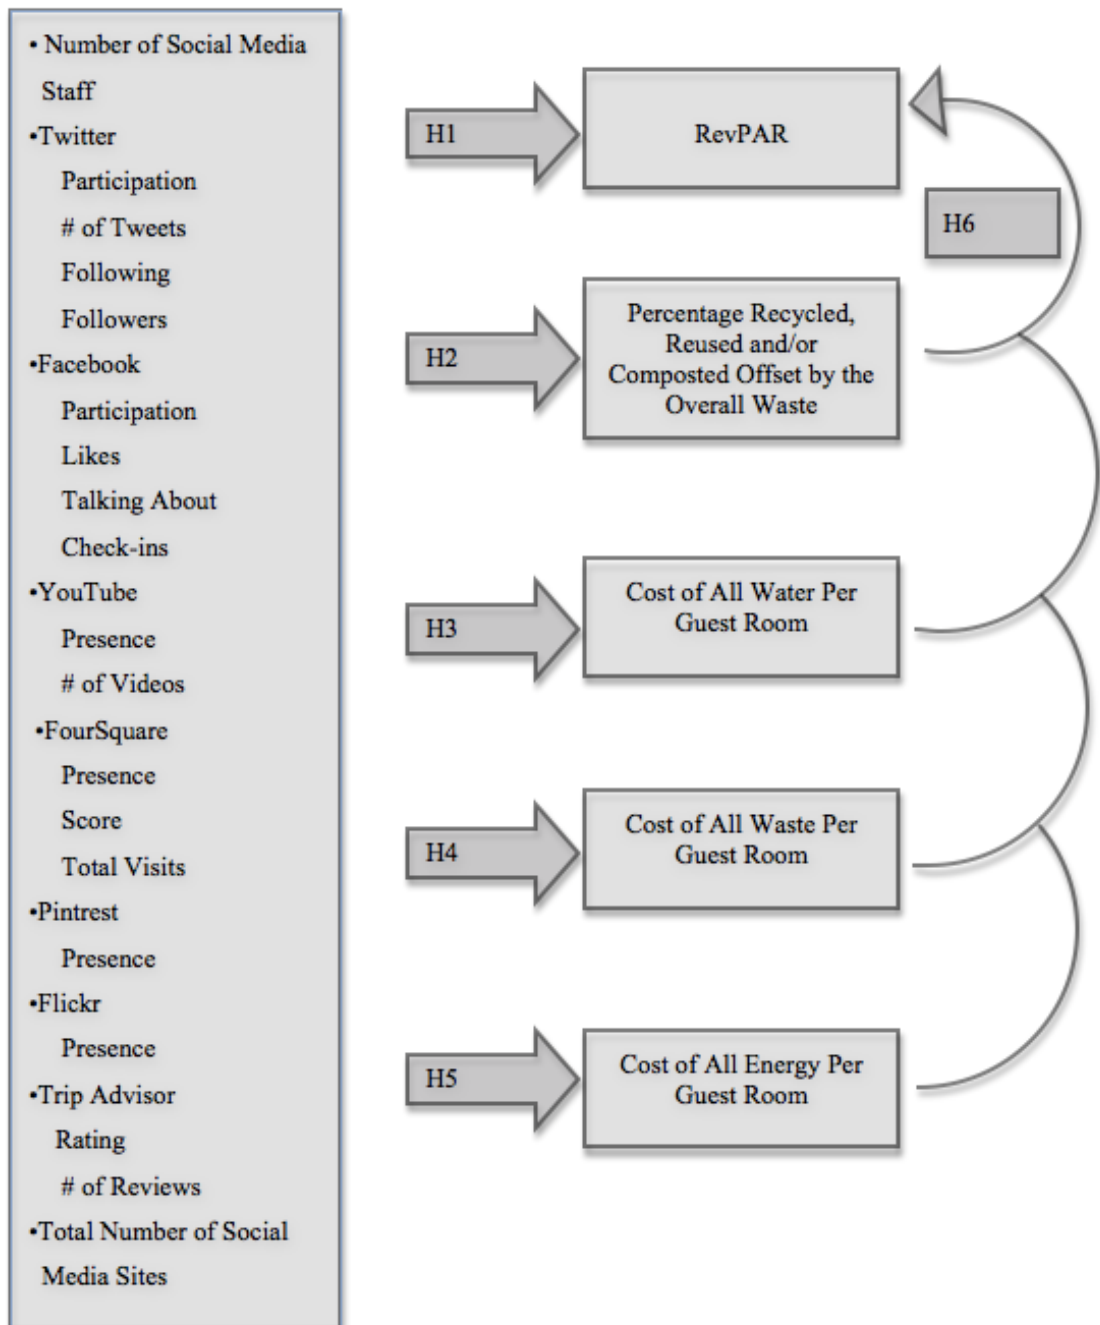 • Number of Social Media
Staff
•Twitter
Participation
# of Tweets
Following
Followers
•Facebook
Participation
Likes
Talking About
Check-ins
•YouTube
Presence
# of Videos
•FourSquare
Presence
Score
Total Visits
•Pintrest
Presence
•Flickr
Presence
•Trip Advisor
Rating
# of Reviews
•Total Number of Social
Media Sites
H1
RevPAR
H6
H2
Percentage Recycled,
Reused and/or
Composted Offset by the
Overall Waste
H3
Cost of All Water Per
Guest Room
H4
Cost of All Waste Per
Guest Room
H5
Cost of All Energy Per
Guest Room